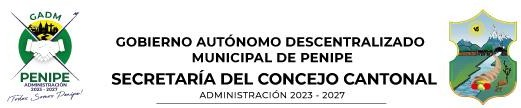 GADM
PENIPE
ADMINISTRACIÓN
2023 - 2027
¡Todos Somos Penipe!
GOBIERNO AUTÓNOMO DESCENTRALIZADO
MUNICIPAL DE PENIPE
SECRETARÍA DEL CONCEJO CANTONAL
ADMINISTRACIÓN 2023 - 2027